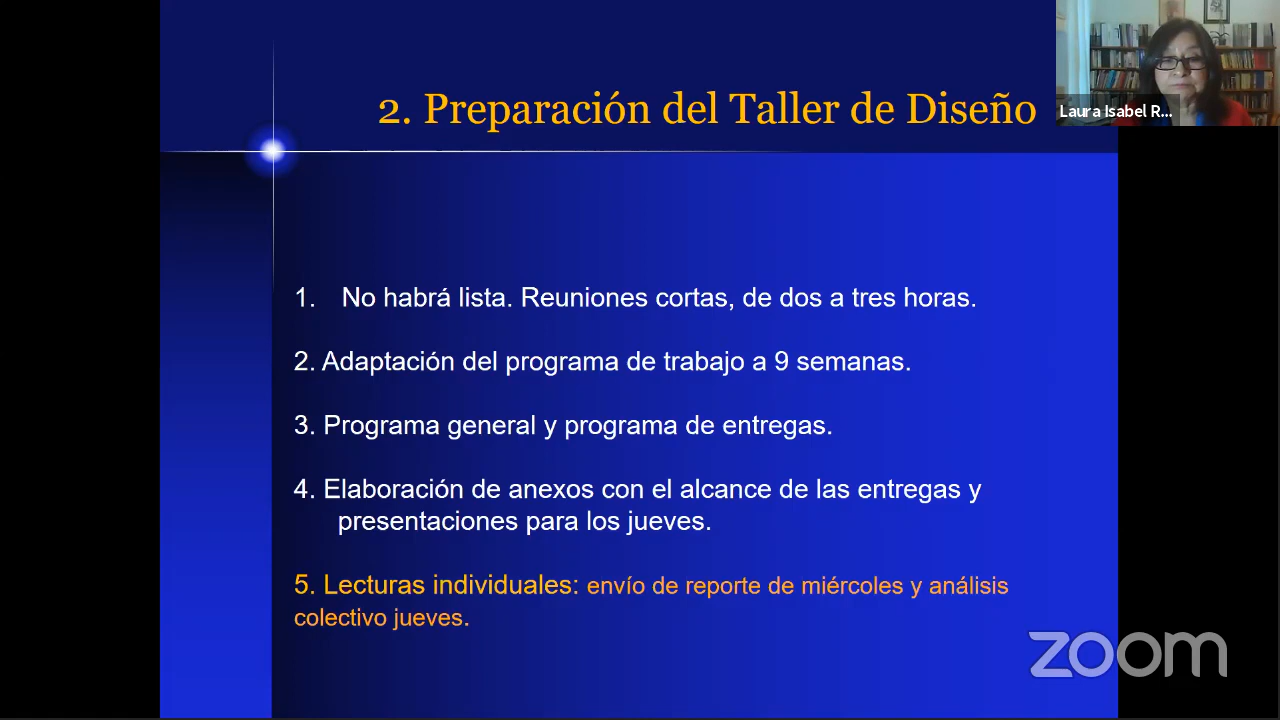 2. Preparación del Taller de Diseño
Laura Isabel R...
1. No habrá lista. Reuniones cortas, de dos a tres horas.
2. Adaptación del programa de trabajo a 9 semanas.
3. Programa general y programa de entregas.
4. Elaboración de anexos con el alcance de las entregas y
presentaciones para los jueves.
5. Lecturas individuales: envío de reporte de miércoles y análisis
colectivo jueves.
zoom